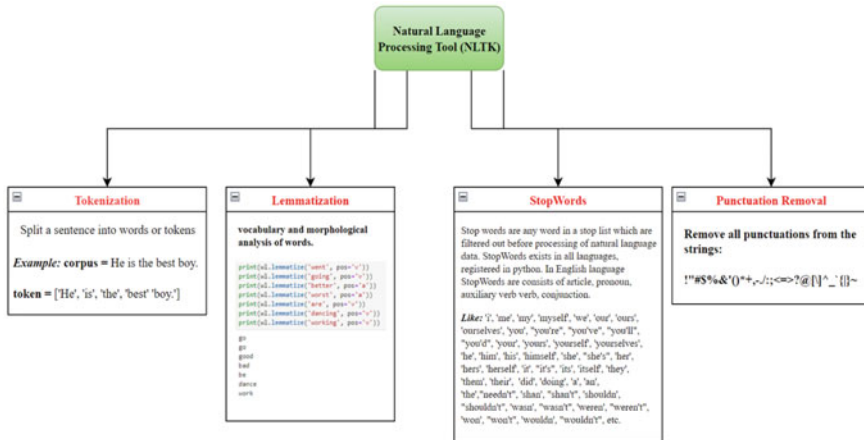 Natural Language
Processing Tool (NLTK)
Tokenization
Split a sentence into words or tokens
Example: corpus = He is the best boy.
token = ['He', 'is', 'the', 'best' 'boy.']
Lemmatization
vocabulary and morphological
analysis of words.
print(wl.lemmatize('went', pos='v'))
print(wl.lemmatize('going', pos='v'))
print(wl.lemmatize('better', pos='a'))
print(wl.lemmatize('worst', pos='a'))
print(wl.lemmatize('are', pos='v'))
print(wl.lemmatize('dancing', pos='v'))
print(wl.lemmatize('working', pos='v'))
go
go
good
bad
be
dance
work
StopWords
Stop words are any word in a stop list which are
filtered out before processing of natural language
data. StopWords exists in all languages,
registered in python. In English language
StopWords are consists of article, pronoun,
auxiliary verb verb, conjunction.
Like: 'i', 'me', 'my', 'myself', 'we', 'our', 'ours',
'ourselves', 'you', "you're", "you've", "you'll",
"you'd", 'your', 'yours', 'yourself', 'yourselves',
'he', 'him', 'his', 'himself', 'she', "she's", 'her',
'hers', 'herself', 'it', "it's", 'its', 'itself', 'they',
'them', 'their', 'did', 'doing', 'a', 'an',
'the',"needn't", 'shan', "shan't", 'shouldn',
"shouldn't", 'wasn', "wasn't", 'weren', "weren't",
'won', "won't", 'wouldn', "wouldn't", etc.
Punctuation Removal
Remove all punctuations from the
strings:
!"#$%&'()*+,-./:;<=>?@[\]^_`{|}~